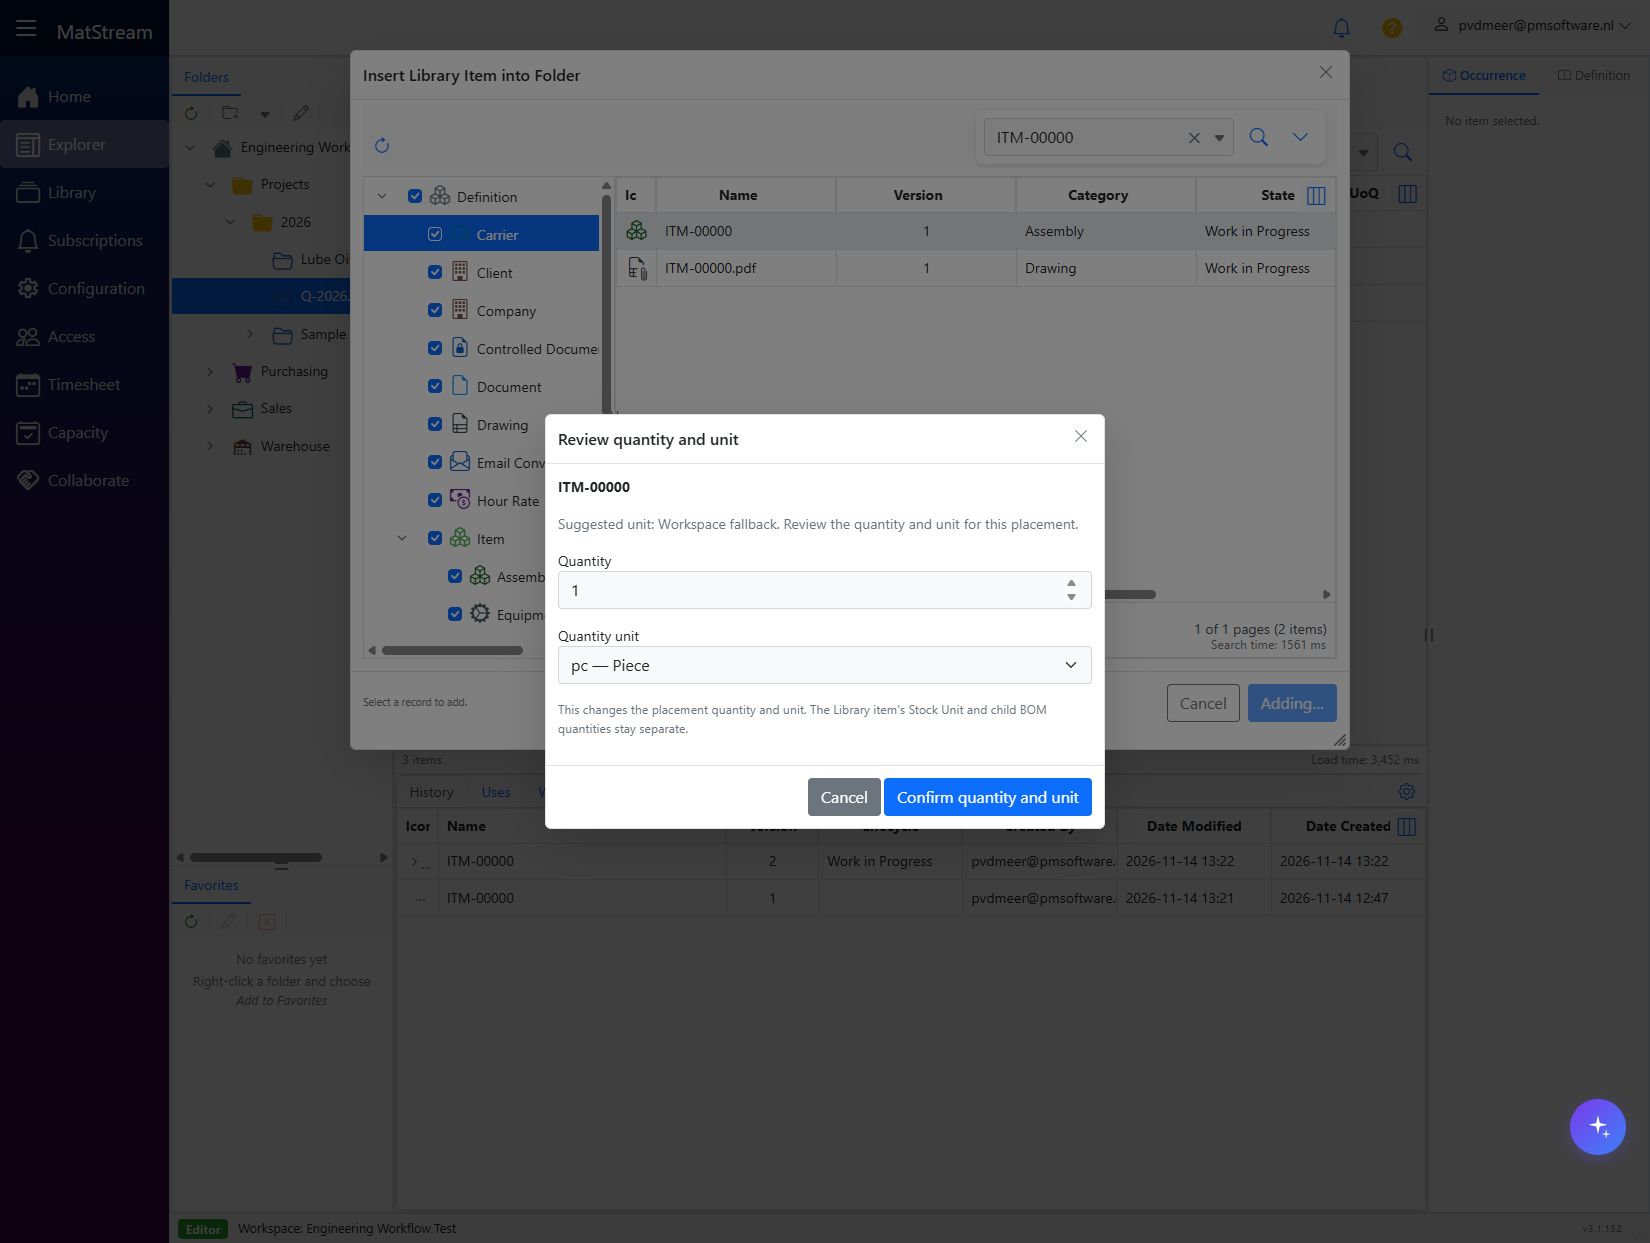 MatStream
pvdmeer@pmsoftware.nl
Home
Explorer
Library
Subscriptions
Configuration
Access
Timesheet
Capacity
Collaborate
Folders
Engineering Work
Projects
2026
Lube Oi
Q-2026.
Sample
Purchasing
Sales
Warehouse
Favorites
No favorites yet
Right-click a folder and choose
Add to Favorites
Insert Library Item into Folder
ITM-00000
Definition
Carrier
Client
Company
Controlled Docume
Document
Drawing
Email Conv
Hour Rate
Item
Assemb
Equipm
Ic Name Version Category State
ITM-00000 1 Assembly Work in Progress
ITM-00000.pdf 1 Drawing Work in Progress
1 of 1 pages (2 items)
Search time: 1561 ms
Select a record to add.
Cancel Adding...
Review quantity and unit
ITM-00000
Suggested unit: Workspace fallback. Review the quantity and unit for this placement.
Quantity
1
Quantity unit
pc — Piece
This changes the placement quantity and unit. The Library item's Stock Unit and child BOM
quantities stay separate.
Cancel Confirm quantity and unit
UoQ
Occurrence Definition
No item selected.
3 items Load time: 3,452 ms
History Uses
Icor Name Date Modified Date Created
ITM-00000 2 Work in Progress pvdmeer@pmsoftware. 2026-11-14 13:22 2026-11-14 13:22
... ITM-00000 1 pvdmeer@pmsoftware. 2026-11-14 13:21 2026-11-14 12:47
Editor Workspace: Engineering Workflow Test
v3.1.152